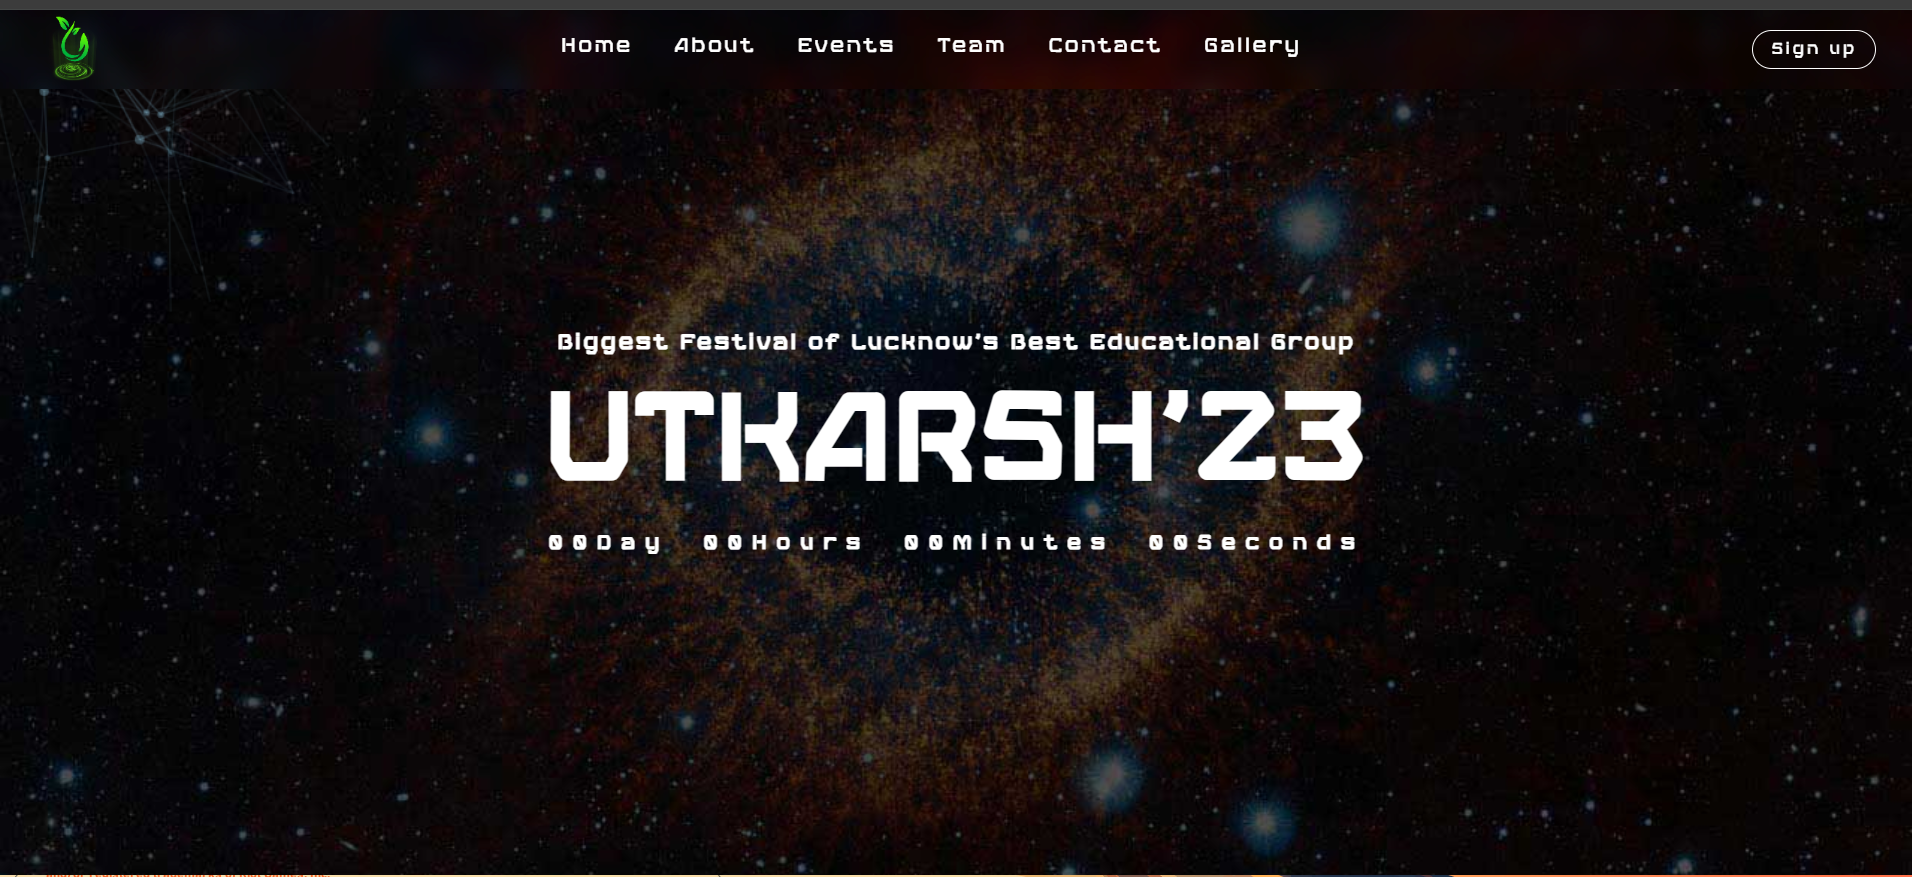 Home About Events Team Contact Gallery Sign up
Biggest Festival of Lucknow's Best Educational Group
UTKARSH'23
00Day 00Hours 00Minutes 00Seconds